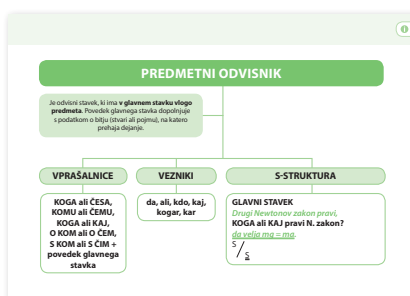 PREDMETNI ODVISNIK
Je odvisni stavek, ki ima v glavnem stavku vlogo
predmeta. Povedek glavnega stavka dopolnjuje
s podatkom o bitju (stvari ali pojmu), na katero
prehaja dejanje.
VPRAŠALNICE
KOGA ali ČESA,
KOMU ali ČEMU,
KOGA ali KAJ,
O KOM ali O ČEM,
S KOM ali S ČIM +
povedek glavnega
stavka
VEZNIKI
da, ali, kdo, kaj,
kogar, kar
S-STRUKTURA
GLAVNI STAVEK
Drugi Newtonov zakon pravi,
KOGA ali KAJ pravi N. zakon?
da velja ma = ma.
S
/
S